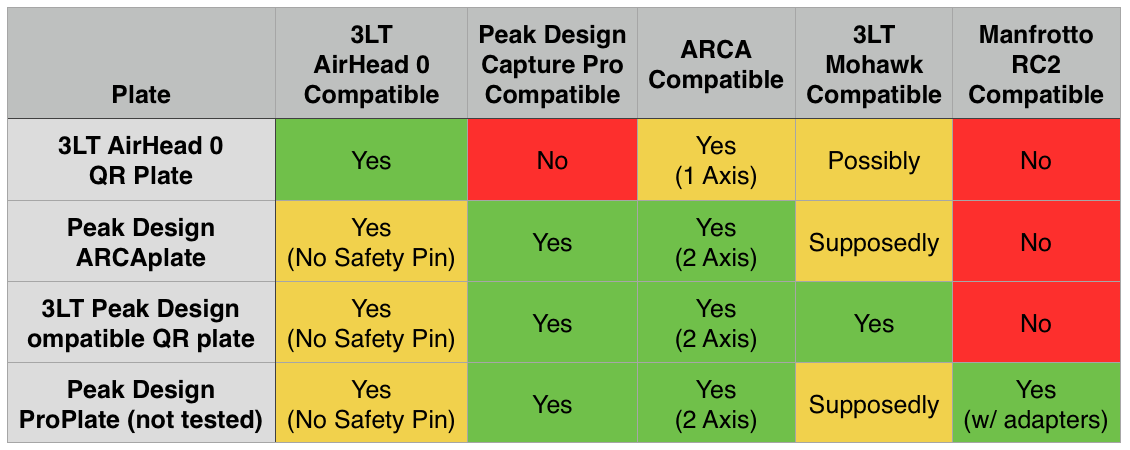 Plate
3LT
AirHead 0
Compatible
Peak Design
Capture Pro
Compatible
ARCA
Compatible
3LT
Mohawk
Compatible
Manfrotto
RC2
Compatible
3LT AirHead 0
QR Plate
Yes
No
Yes
(1 Axis)
Possibly
No
Peak Design
ARCAplate
Yes
(No Safety Pin)
Yes
Yes
(2 Axis)
Supposedly
No
3LT Peak Design
ompatible QR plate
Yes
(No Safety Pin)
Yes
Yes
(2 Axis)
Yes
No
Peak Design
ProPlate (not tested)
Yes
(No Safety Pin)
Yes
Yes
(2 Axis)
Supposedly
Yes
(w/ adapters)